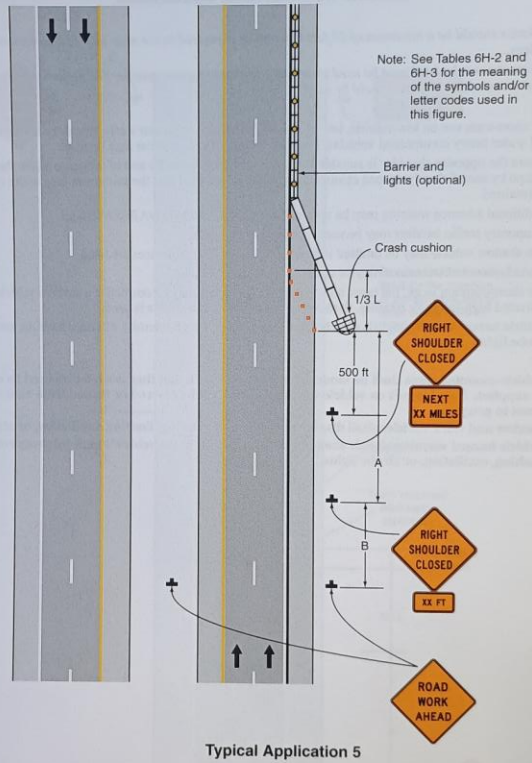 Note: See Tables 6H-2 and
6H-3 for the meaning
of the symbols and/or
letter codes used in
this figure.
Barrier and
lights (optional)
Crash cushion
1/3 L
RIGHT
SHOULDER
CLOSED
500 ft
NEXT
XX MILES
A
RIGHT
SHOULDER
CLOSED
B
XX FT
ROAD
WORK
AHEAD
Typical Application 5